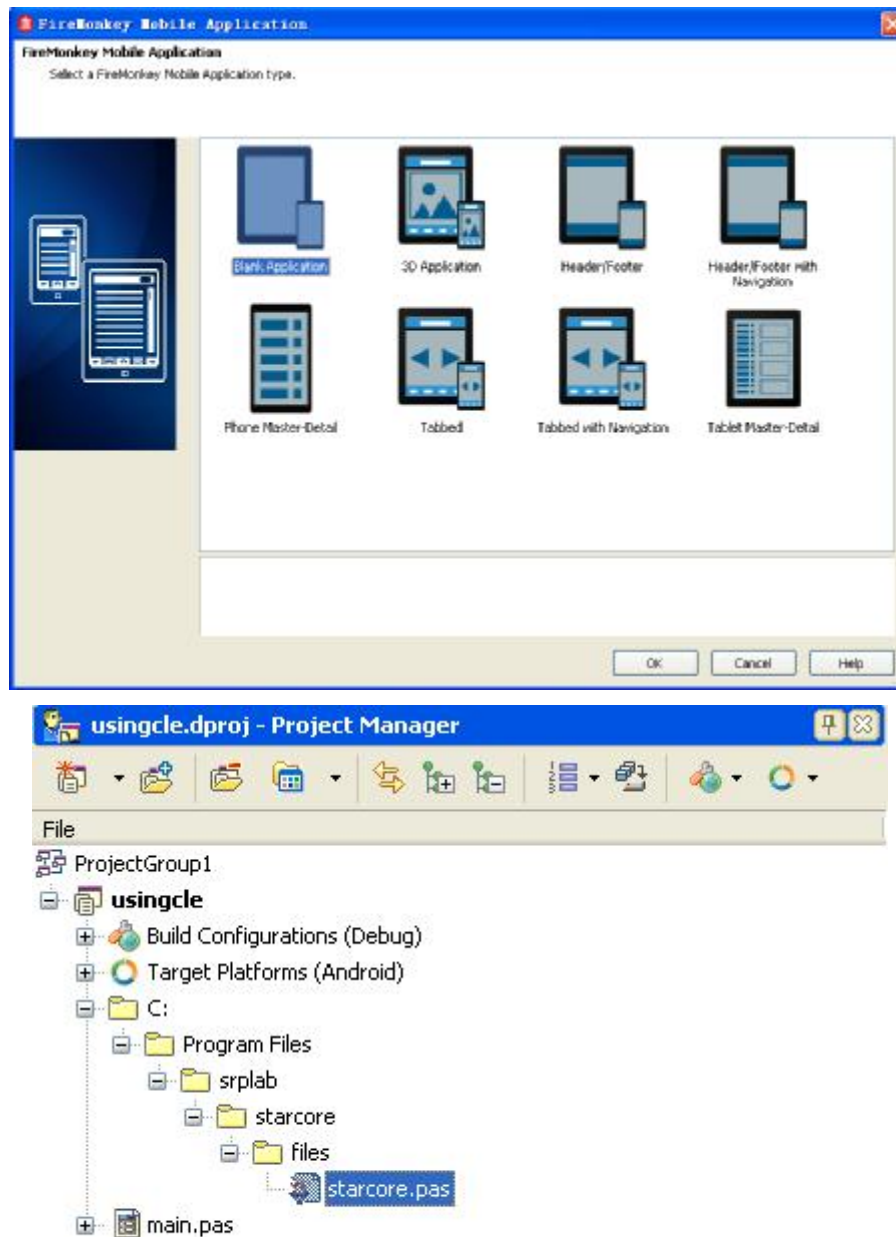 FireMonkey Mobile Application
FireMonkey Mobile Application
Select a FireMonkey Mobile Application type.
Blank Application
3D Application
Header/Footer
Header/Footer with
Navigation
Phone Master-Detail
Tabbed
Tabbed with Navigation
Tablet Master-Detail
OK
Cancel
Help
usingcle.dproj - Project Manager
File
ProjectGroup1
usingcle
Build Configurations (Debug)
Target Platforms (Android)
C:
Program Files
srplab
starcore
files
starcore.pas
main.pas